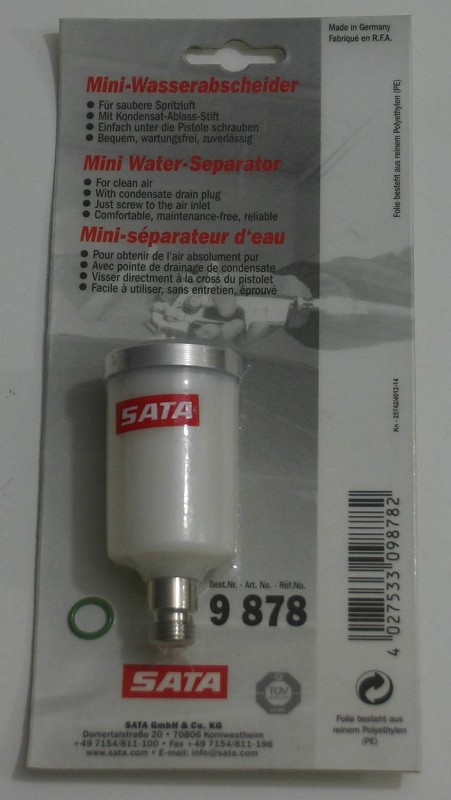 Made in Germany
Fabriqué en R.F.A.
Mini-Wasserabscheider
Für saubere Spritzluft
Mit Kondensat-Ablass-Stift
Einfach unter die Pistole schrauben
Bequem, wartungsfrei, zuverlässig
Mini Water-Separator
For clean air
With condensate drain plug
Just screw to the air inlet
Comfortable, maintenance-free, reliable
Mini-séparateur d'eau
Pour obtenir de l'air absolument pur
Avec pointe de drainage de condensate
Visser directment à la cross du pistolet
Facile à utiliser, sans entretien, éprouvé
Folie besteht aus reinem Polyethylen (PE)
SATA
Kn - 35742/4012-14
Best.Nr. - Art. No. - Réf.No.
9 878
4 027533 098782
SATA
TÜV
SATA GmbH & Co. KG
Domertalstraße 20 • 70806 Kornwestheim
+49 7154/811-100 • Fax +49 7154/811-196
www.sata.com • E-mail: info@sata.com
Folie besteht aus
reinem Polyethylen
(PE)